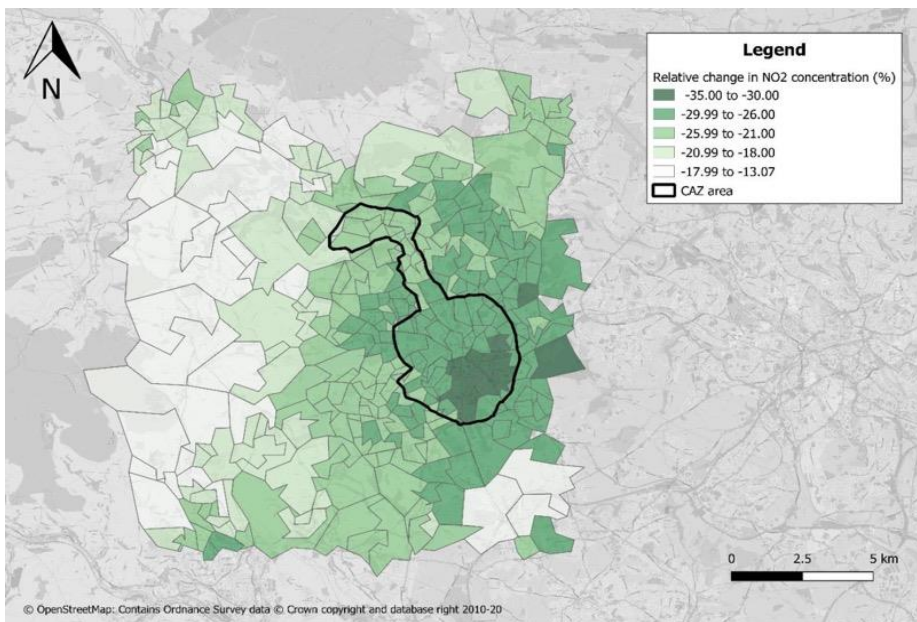 N
Legend
Relative change in NO2 concentration (%)
-35.00 to -30.00
-29.99 to -26.00
-25.99 to -21.00
-20.99 to -18.00
-17.99 to -13.07
CAZ area
0 2.5 5 km
© OpenStreetMap: Contains Ordnance Survey data © Crown copyright and database right 2010-20